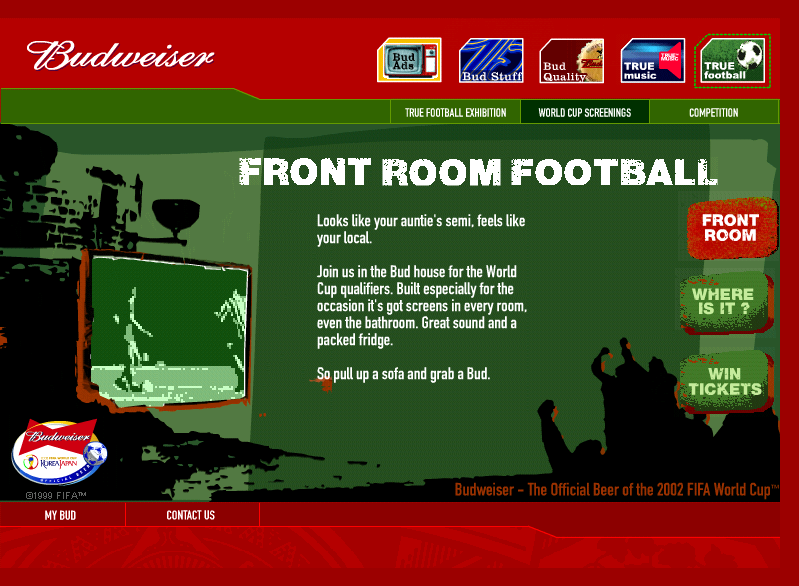 Budweiser
Bud Ads
Bud Stuff
Bud Quality
TRUE music
TRUE MUSIC
TRUE football
TRUE FOOTBALL EXHIBITION
WORLD CUP SCREENINGS
COMPETITION
FRONT ROOM FOOTBALL
Looks like your auntie's semi, feels like
your local.
Join us in the Bud house for the World
Cup qualifiers. Built especially for the
occasion it's got screens in every room,
even the bathroom. Great sound and a
packed fridge.
So pull up a sofa and grab a Bud.
FRONT
ROOM
WHERE
IS IT ?
WIN
TICKETS
Budweiser
KOREA JAPAN
OFFICIAL BEER
©1999 FIFA™
Budweiser - The Official Beer of the 2002 FIFA World Cup™
MY BUD
CONTACT US